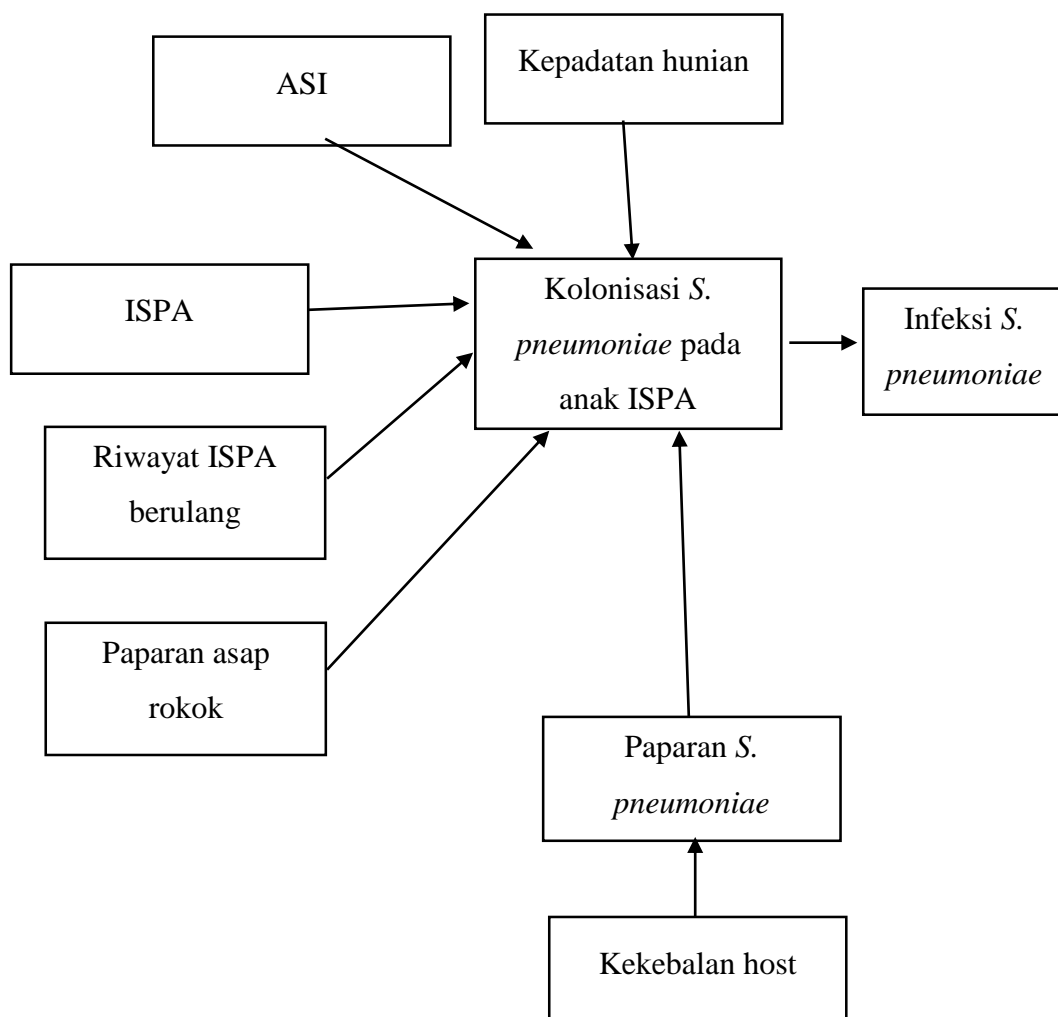 Kepadatan hunian
ASI
Kolonisasi S.
pneumoniae pada
anak ISPA
ISPA
Infeksi S.
pneumoniae
Riwayat ISPA
berulang
Paparan asap
rokok
Paparan S.
pneumoniae
Kekebalan host